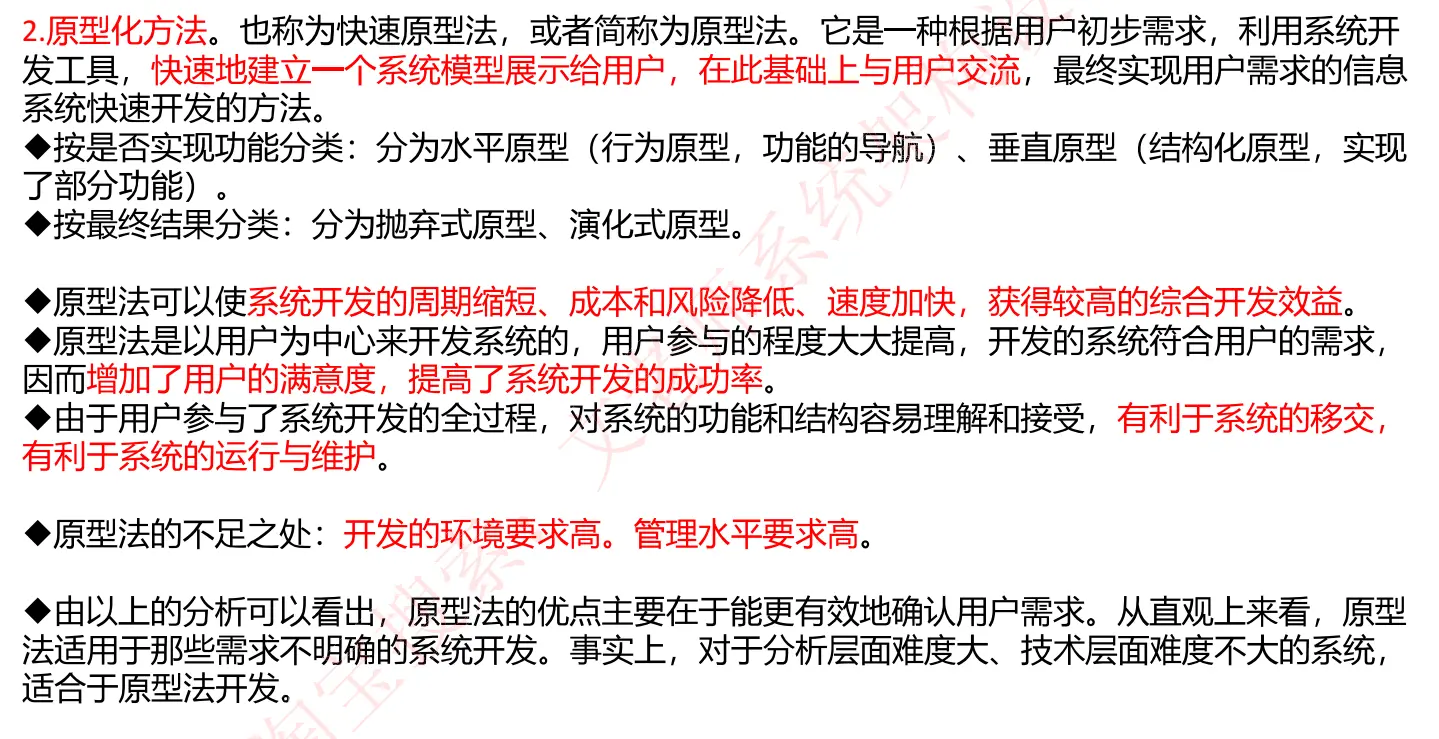 2.原型化方法。也称为快速原型法，或者简称为原型法。它是一种根据用户初步需求，利用系统开
发工具，快速地建立一个系统模型展示给用户，在此基础上与用户交流，最终实现用户需求的信息
系统快速开发的方法。
◆按是否实现功能分类：分为水平原型（行为原型，功能的导航）、垂直原型（结构化原型，实现
了部分功能）。
◆按最终结果分类：分为抛弃式原型、演化式原型。
◆原型法可以使系统开发的周期缩短、成本和风险降低、速度加快，获得较高的综合开发效益。
◆原型法是以用户为中心来开发系统的，用户参与的程度大大提高，开发的系统符合用户的需求，
因而增加了用户的满意度，提高了系统开发的成功率。
◆由于用户参与了系统开发的全过程，对系统的功能和结构容易理解和接受，有利于系统的移交，
有利于系统的运行与维护。
◆原型法的不足之处：开发的环境要求高。管理水平要求高。
◆由以上的分析可以看出，原型法的优点主要在于能更有效地确认用户需求。从直观上来看，原型
法适用于那些需求不明确的系统开发。事实上，对于分析层面难度大、技术层面难度不大的系统，
适合于原型法开发。
淘宝搜索：文老师系统架构